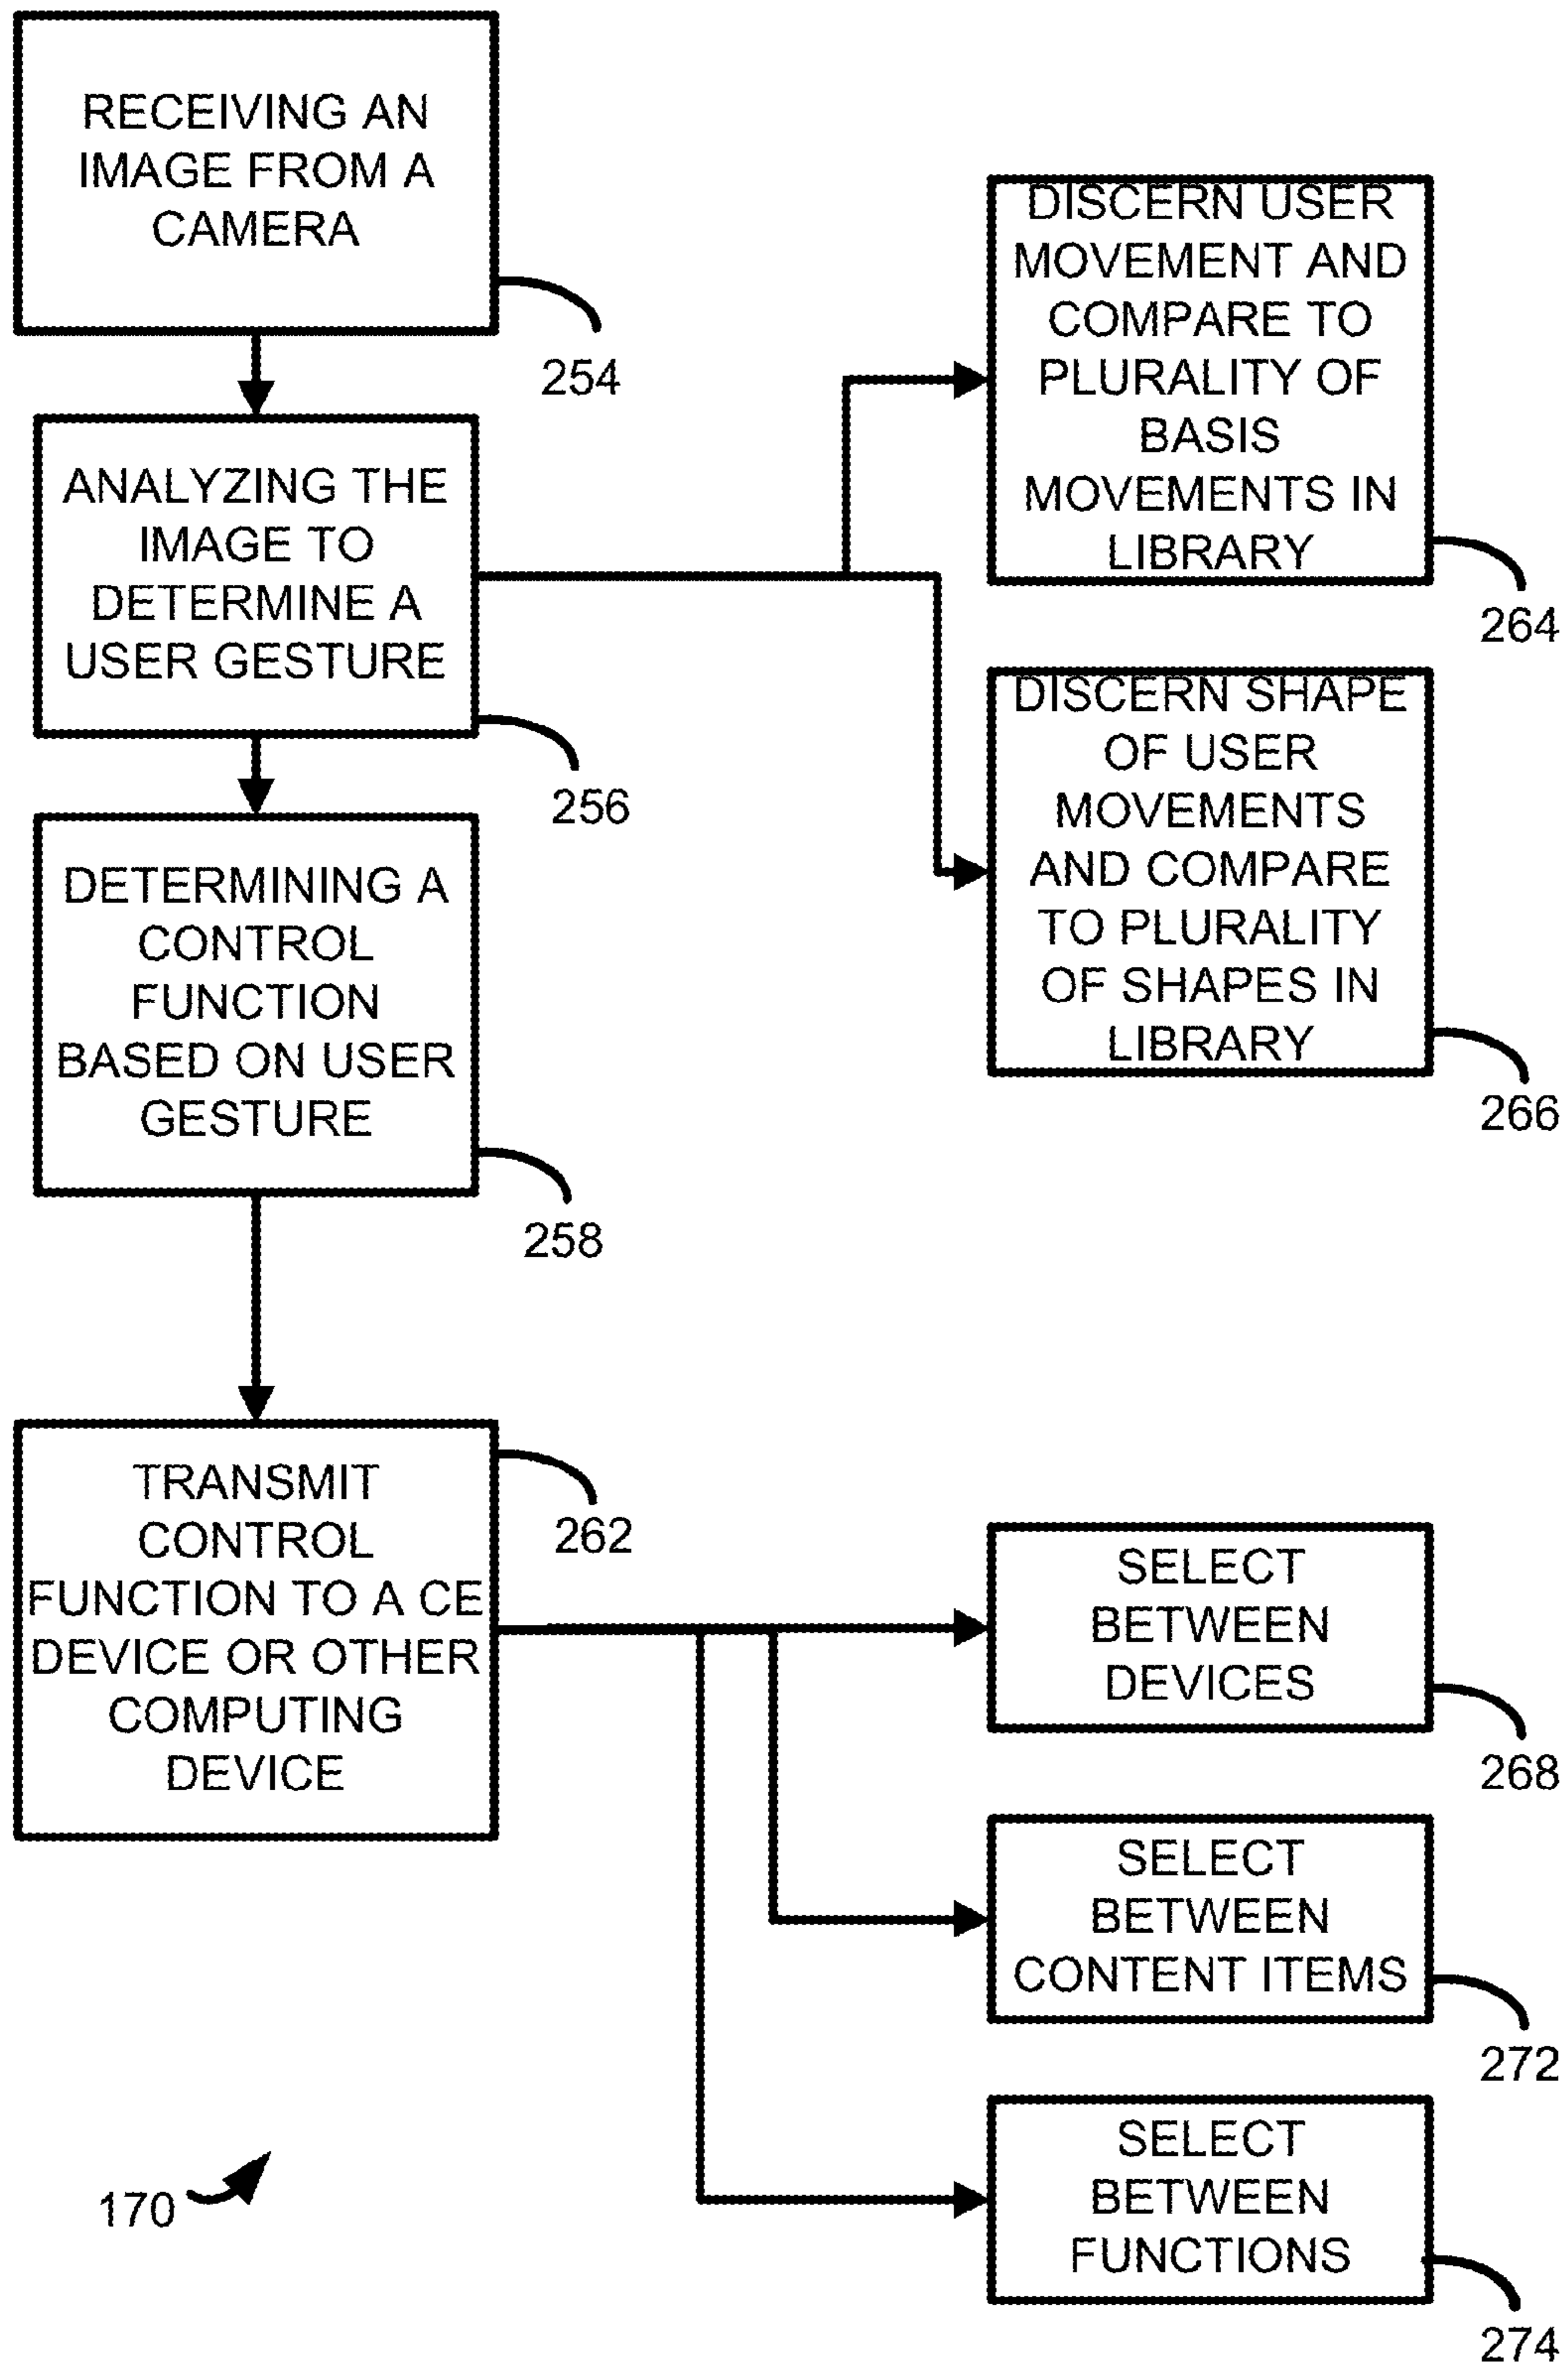 RECEIVING AN
IMAGE FROM A
CAMERA
254
ANALYZING THE
IMAGE TO
DETERMINE A
USER GESTURE
256
DETERMINING A
CONTROL
FUNCTION
BASED ON USER
GESTURE
258
TRANSMIT
CONTROL
FUNCTION TO A CE
DEVICE OR OTHER
COMPUTING
DEVICE
262
DISCERN USER
MOVEMENT AND
COMPARE TO
PLURALITY OF
BASIS
MOVEMENTS IN
LIBRARY
264
DISCERN SHAPE
OF USER
MOVEMENTS
AND COMPARE
TO PLURALITY
OF SHAPES IN
LIBRARY
266
SELECT
BETWEEN
DEVICES
268
SELECT
BETWEEN
CONTENT ITEMS
272
SELECT
BETWEEN
FUNCTIONS
274
170